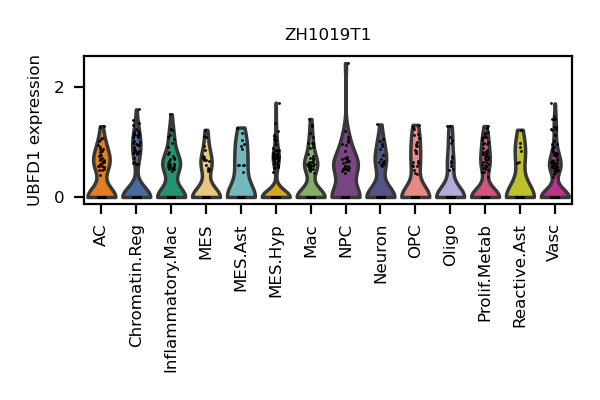 ZH1019T1
UBFD1 expression
2
0
AC
Chromatin.Reg
Inflammatory.Mac
MES
MES.Ast
MES.Hyp
Mac
NPC
Neuron
OPC
Oligo
Prolif.Metab
Reactive.Ast
Vasc